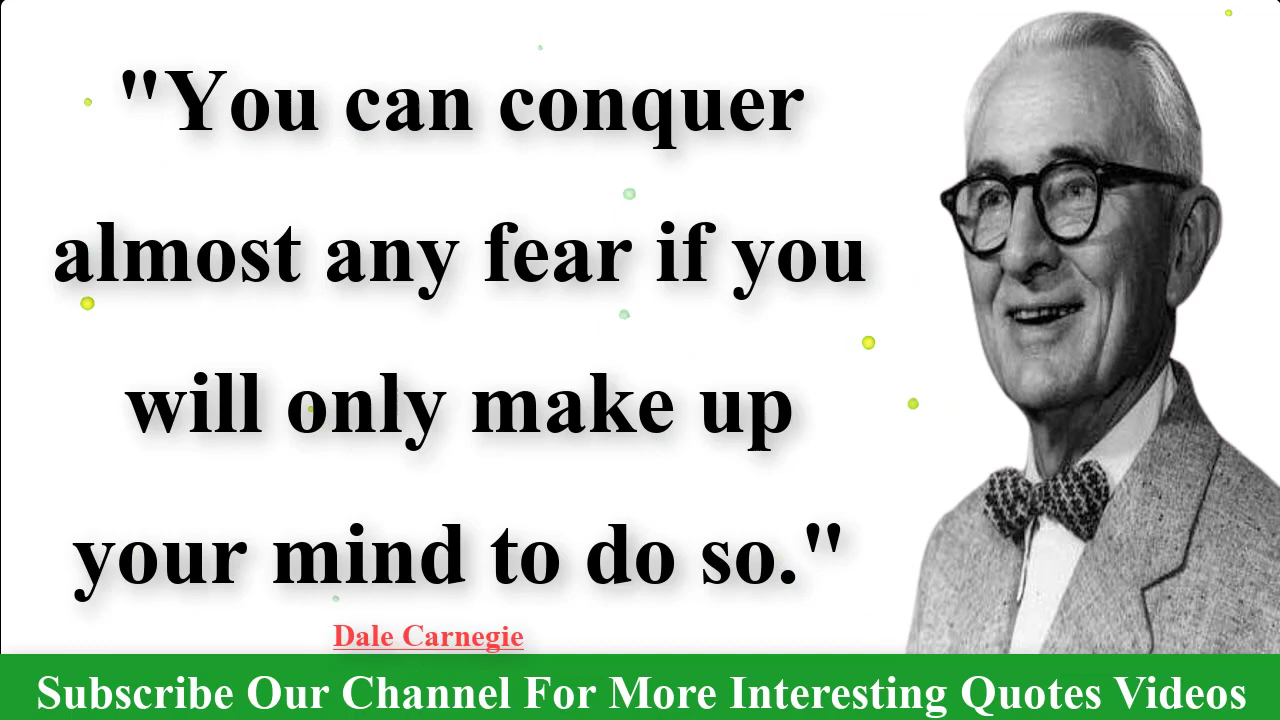 "You can conquer
almost any fear if you
will only make up
your mind to do so."
Dale Carnegie
Subscribe Our Channel For More Interesting Quotes Videos